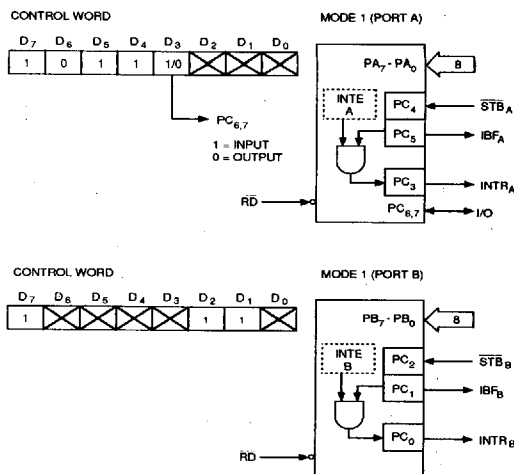 CONTROL WORD
MODE 1 (PORT A)
D7 D6 D5 D4 D3 D2 D1 D0
1 0 1 1 1/0
PC6,7
1 = INPUT
0 = OUTPUT
PA7 - PA0
8
INTE
A
PC4
STBA
PC5
IBFA
PC3
INTRA
RD
PC6,7
I/O
CONTROL WORD
MODE 1 (PORT B)
D7 D6 D5 D4 D3 D2 D1 D0
1 1 1
PB7 - PB0
8
INTE
B
PC2
STBB
PC1
IBFB
PC0
INTRB
RD